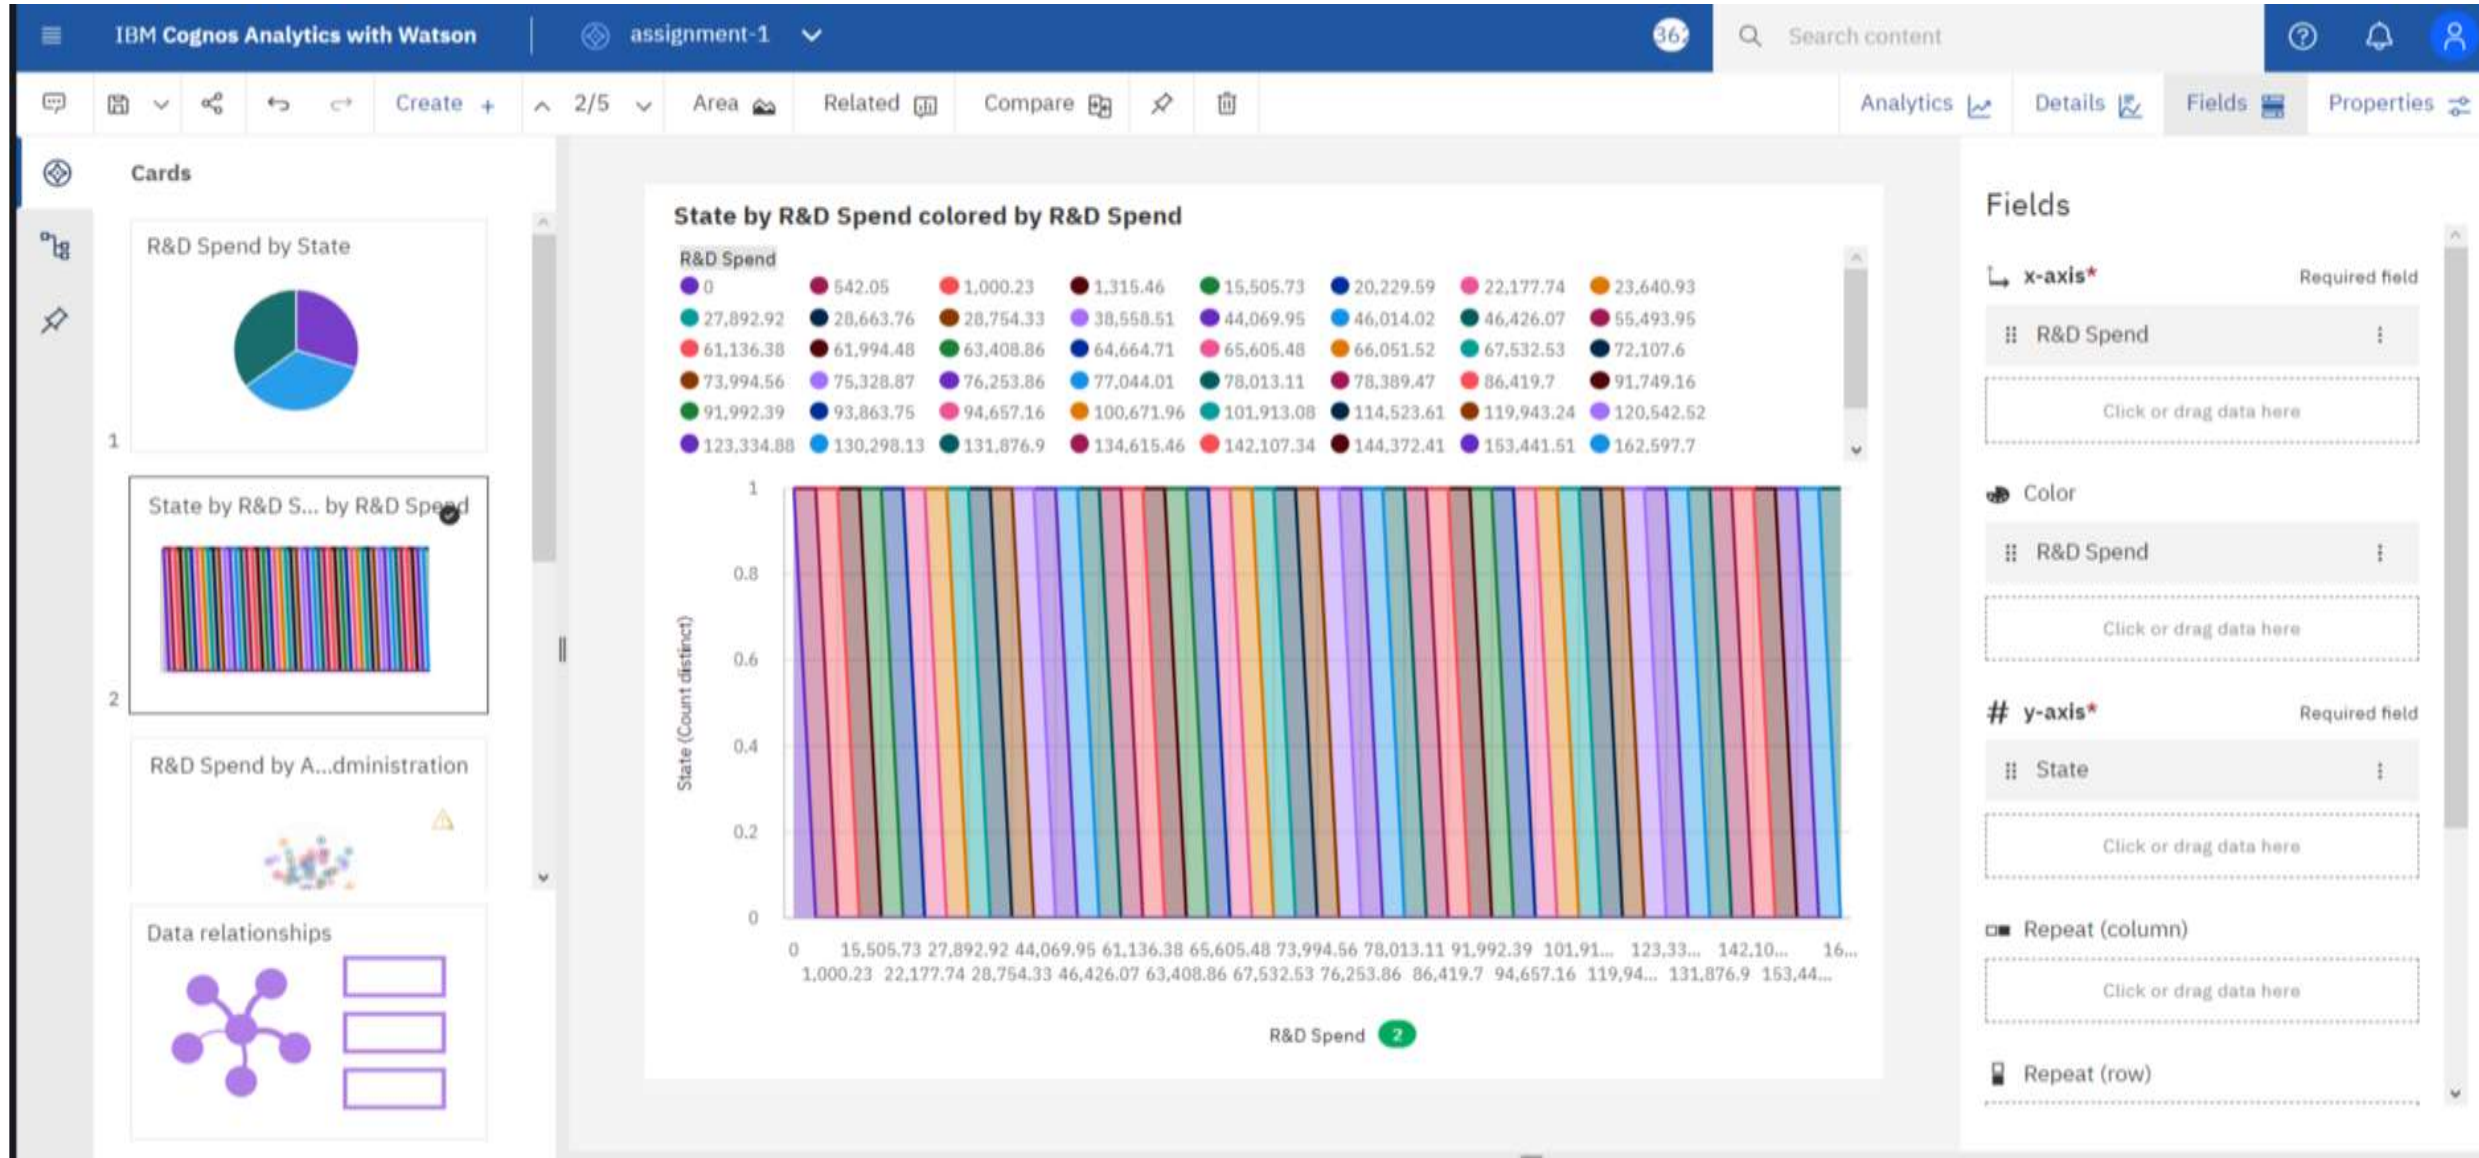 IBM Cognos Analytics with Watson
assignment-1
Search content
Create +
2/5
Area
Related
Compare
Analytics
Details
Fields
Properties
Cards
R&D Spend by State
1
State by R&D S... by R&D Spend
2
R&D Spend by A...dministration
Data relationships
State by R&D Spend colored by R&D Spend
R&D Spend
0 542.05 1,000.23 1,315.46 15,505.73 20,229.59 22,177.74 23,640.93
27,892.92 28,663.76 28,754.33 38,558.51 44,069.95 46,014.02 46,426.07 55,493.95
61,136.38 61,994.48 63,408.86 64,664.71 65,605.48 66,051.52 67,532.53 72,107.6
73,994.56 75,328.87 76,253.86 77,044.01 78,013.11 78,389.47 86,419.7 91,749.16
91,992.39 93,863.75 94,657.16 100,671.96 101,913.08 114,523.61 119,943.24 120,542.52
123,334.88 130,298.13 131,876.9 134,615.46 142,107.34 144,372.41 153,441.51 162,597.7
State (Count distinct)
1
0.8
0.6
0.4
0.2
0
0 15,505.73 27,892.92 44,069.95 61,136.38 65,605.48 73,994.56 78,013.11 91,992.39 101,91... 123,33... 142,10... 16...
1,000.23 22,177.74 28,754.33 46,426.07 63,408.86 67,532.53 76,253.86 86,419.7 94,657.16 119,94... 131,876.9 153,44...
R&D Spend 2
Fields
x-axis* Required field
R&D Spend
Click or drag data here
Color
R&D Spend
Click or drag data here
# y-axis* Required field
State
Click or drag data here
Repeat (column)
Click or drag data here
Repeat (row)